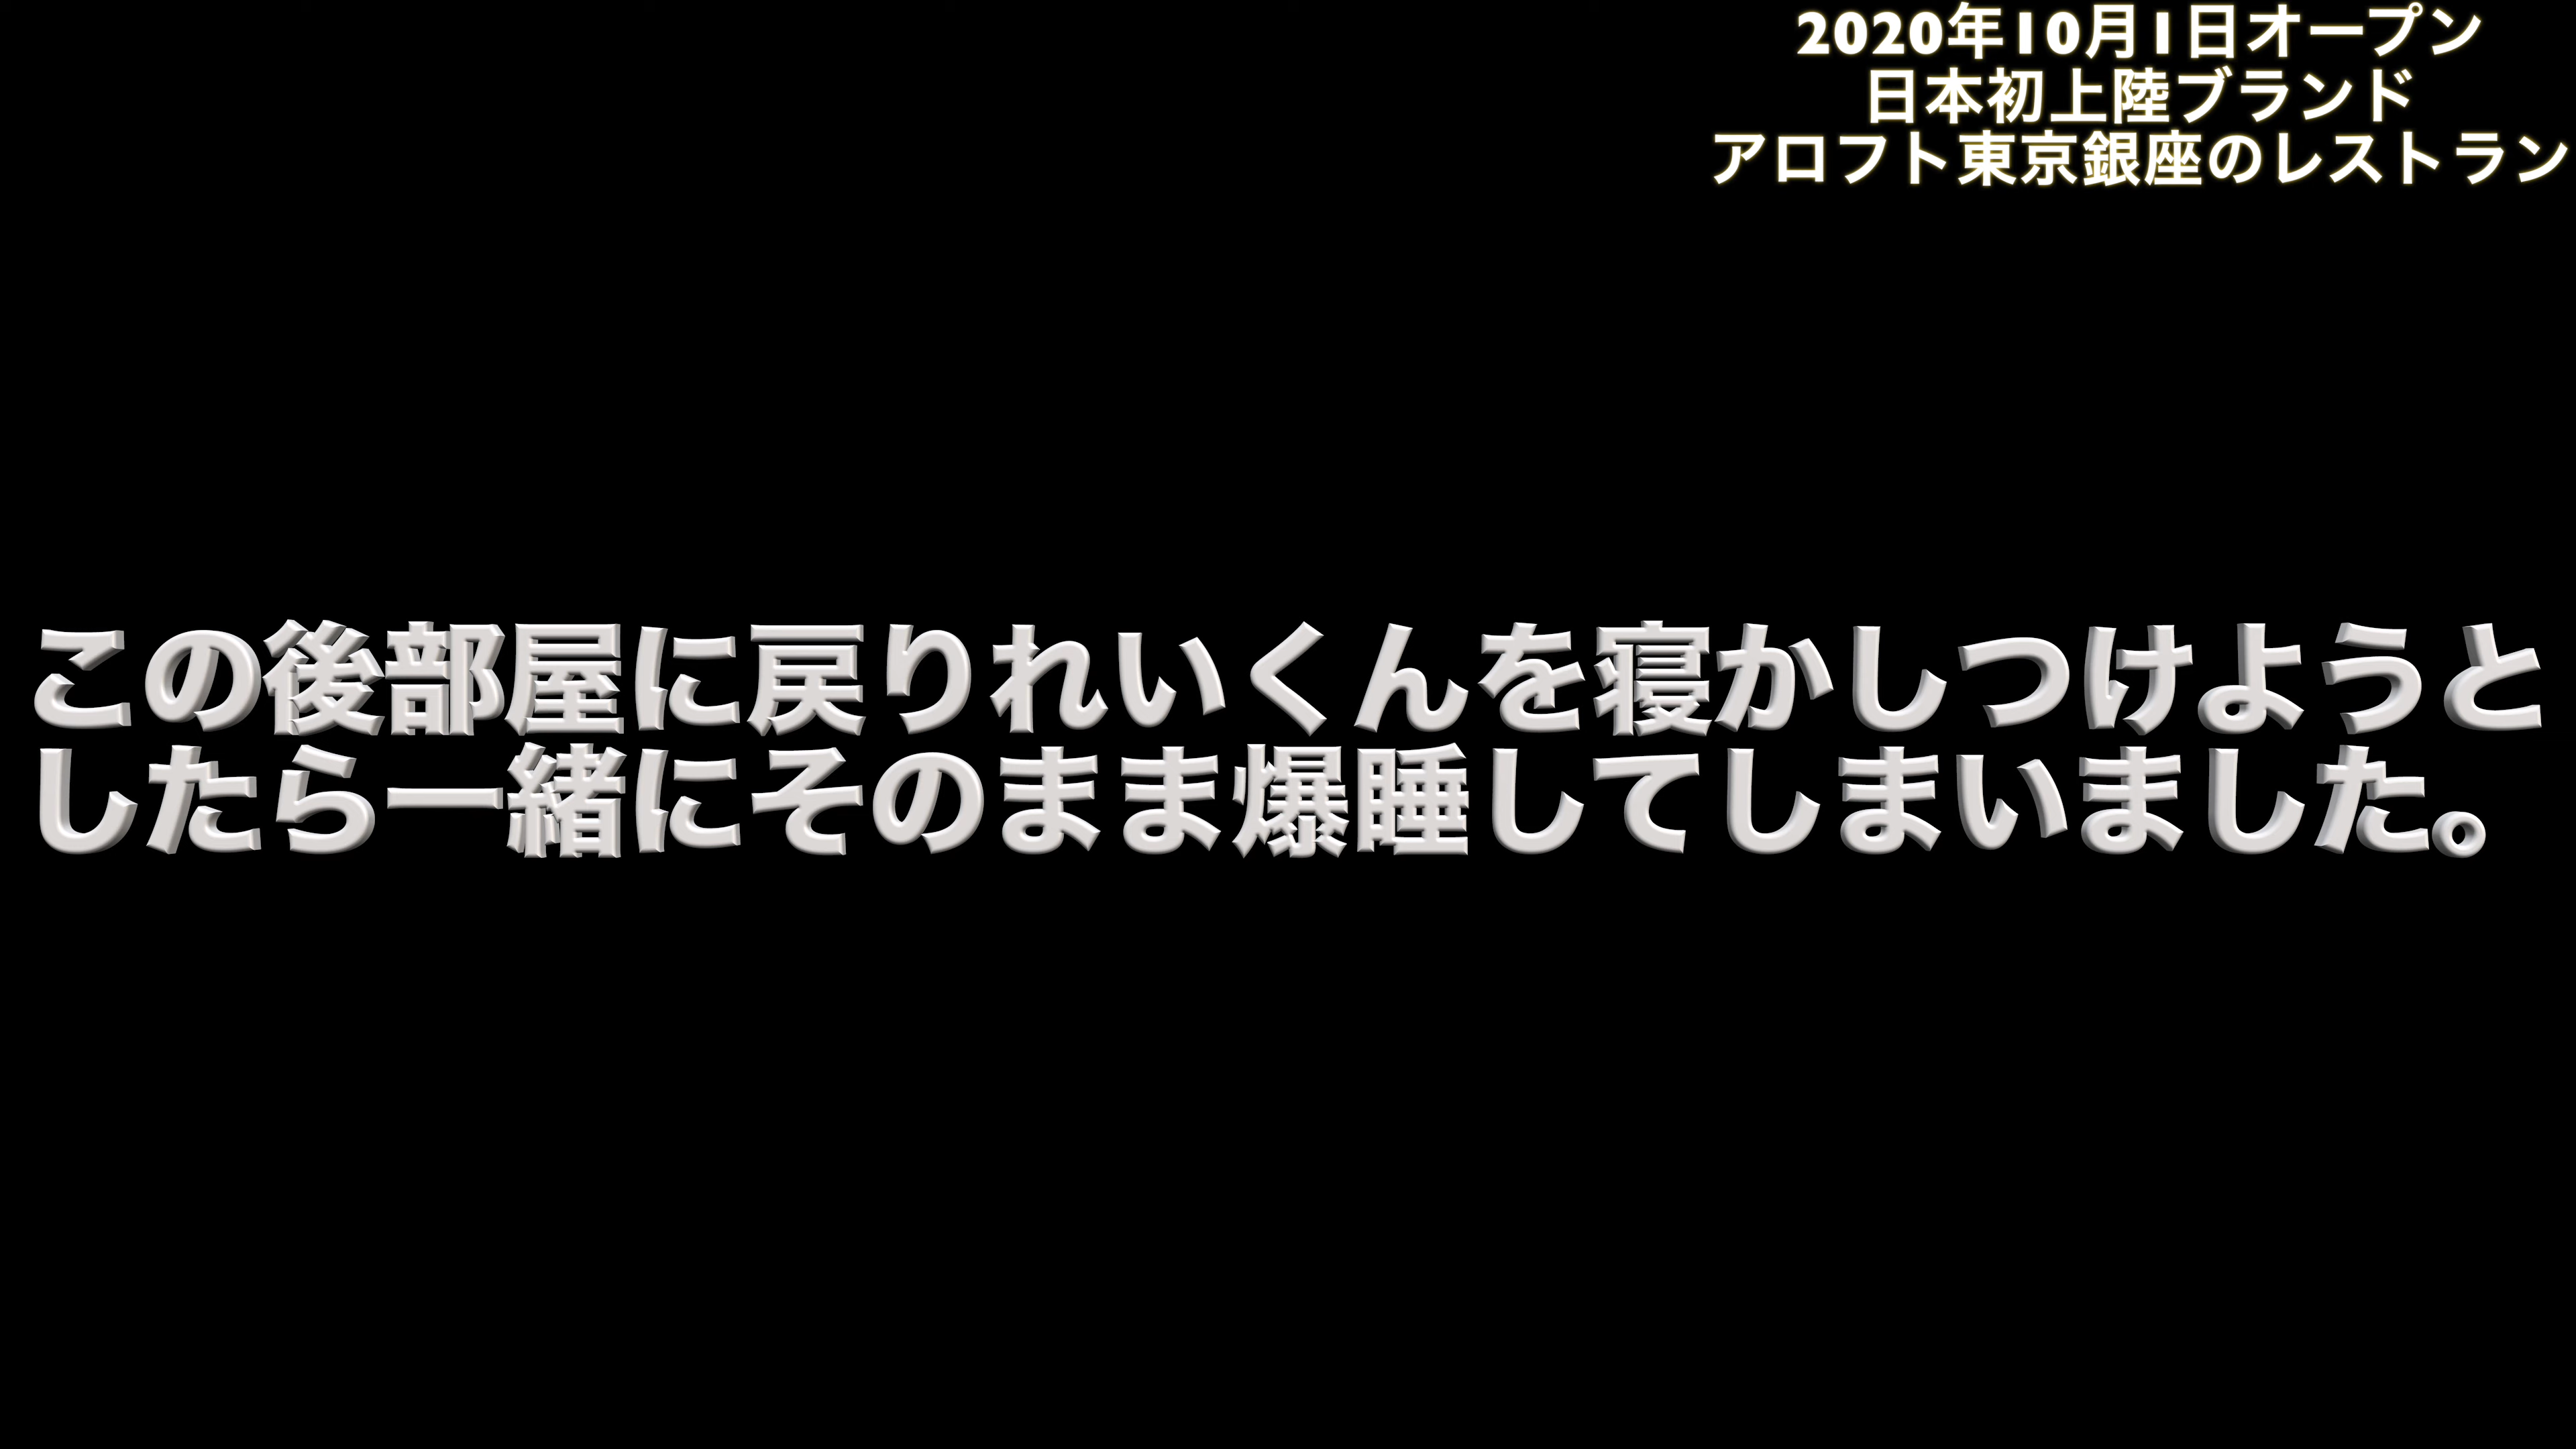 2020年10月1日オープン
日本初上陸ブランド
アロフト東京銀座のレストラン
この後部屋に戻りれいくんを寝かしつけようと
したら一緒にそのまま爆睡してしまいました。